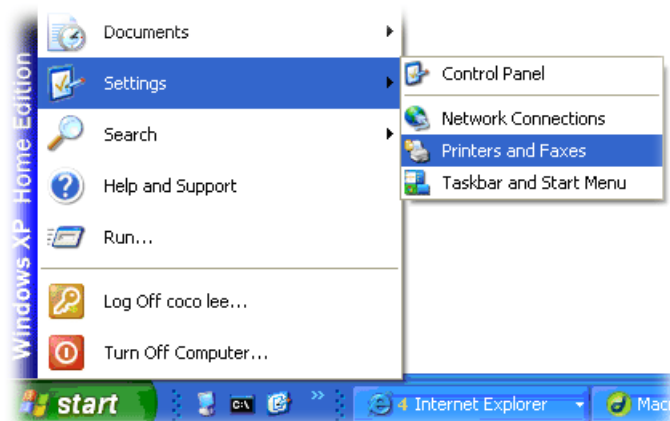 Documents
Settings
Search
Help and Support
Run...
Log Off coco lee...
Turn Off Computer...
Windows XP Home Edition
Control Panel
Network Connections
Printers and Faxes
Taskbar and Start Menu
start
C:\
4 Internet Explorer